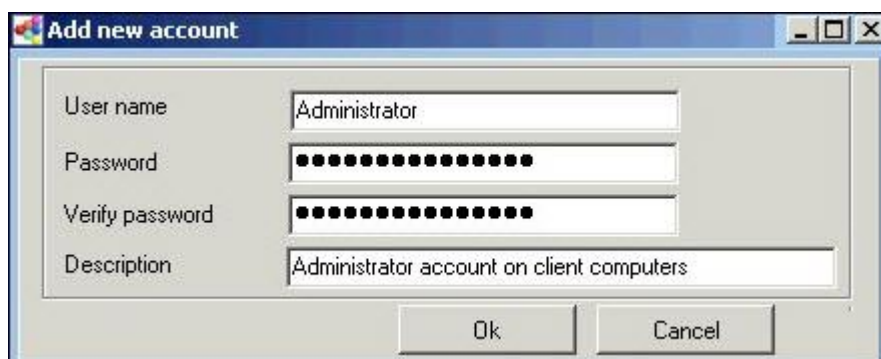 Add new account
User name
Administrator
Password
●●●●●●●●●●●●●●●
Verify password
●●●●●●●●●●●●●●●
Description
Administrator account on client computers
Ok
Cancel